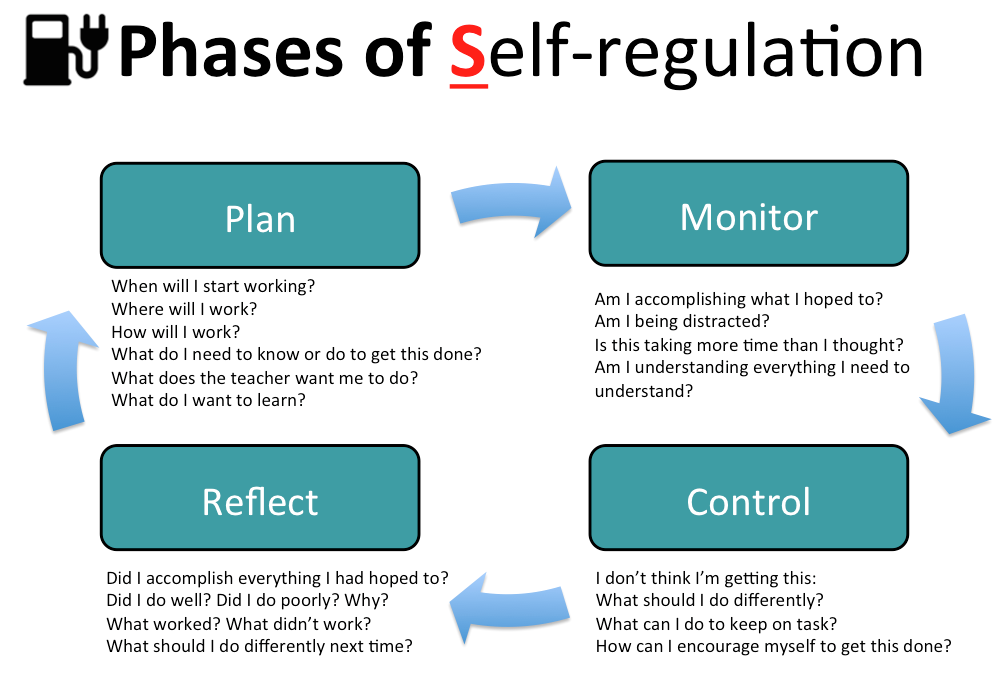 Phases of Self-regulation
Plan
When will I start working?
Where will I work?
How will I work?
What do I need to know or do to get this done?
What does the teacher want me to do?
What do I want to learn?
Monitor
Am I accomplishing what I hoped to?
Am I being distracted?
Is this taking more time than I thought?
Am I understanding everything I need to
understand?
Control
I don’t think I’m getting this:
What should I do differently?
What can I do to keep on task?
How can I encourage myself to get this done?
Reflect
Did I accomplish everything I had hoped to?
Did I do well? Did I do poorly? Why?
What worked? What didn’t work?
What should I do differently next time?